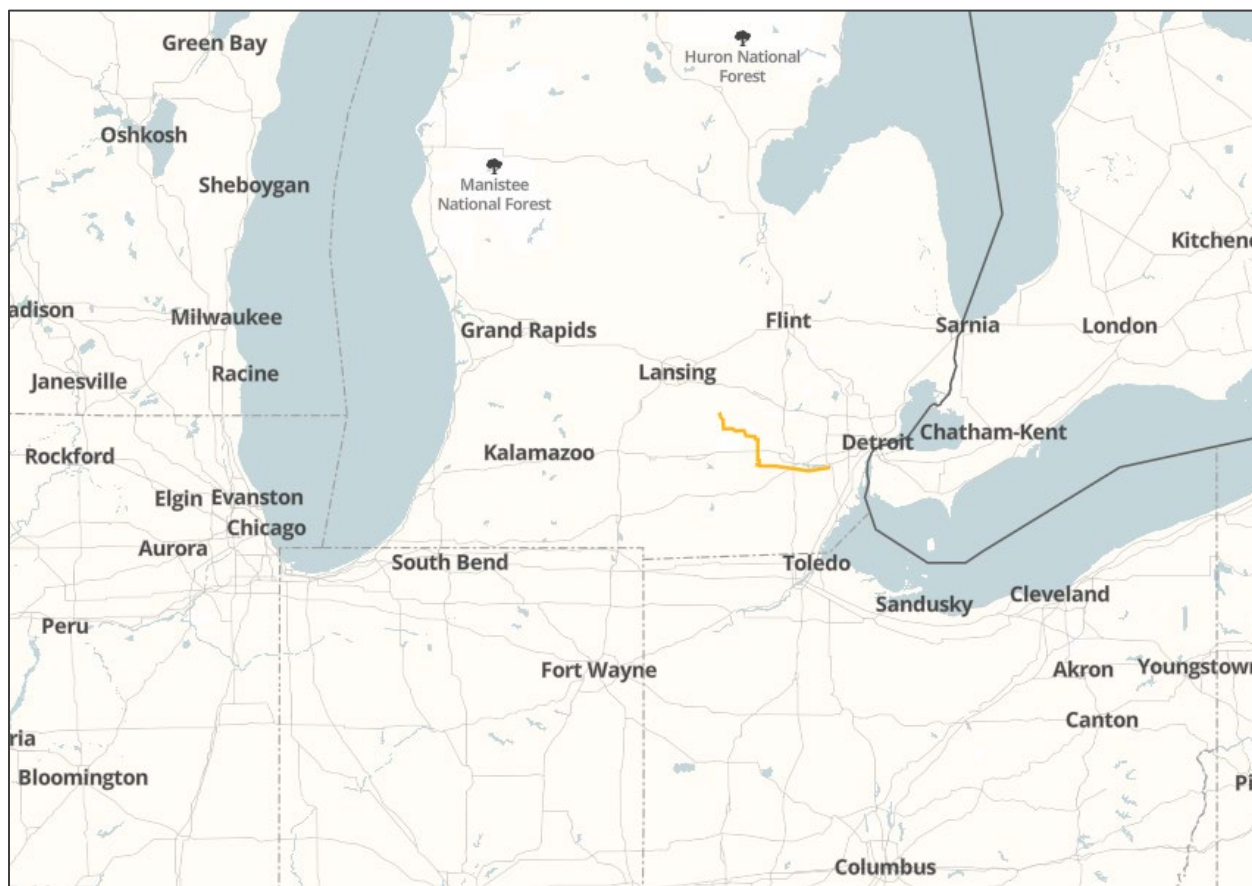 Green Bay
Huron National
Forest
Oshkosh
Manistee
National Forest
Sheboygan
Kitchene
adison
Milwaukee
Grand Rapids
Flint
Sarnia
London
Janesville
Racine
Lansing
Rockford
Kalamazoo
Detroit
Chatham-Kent
Elgin
Evanston
Chicago
Aurora
South Bend
Toledo
Sandusky
Cleveland
Peru
Fort Wayne
Akron
Youngstown
Canton
ria
Bloomington
Pi
Columbus